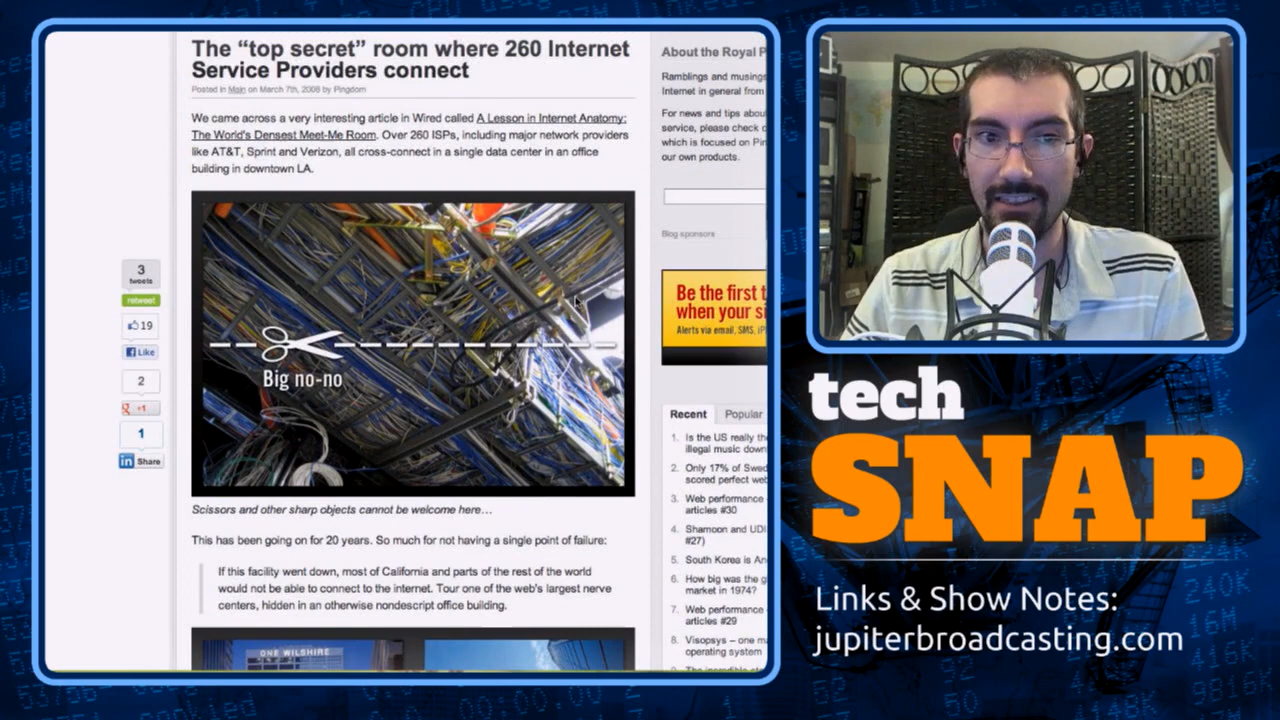 The “top secret” room where 260 Internet
Service Providers connect
Posted in Main on March 7th, 2008 by Pingdom
We came across a very interesting article in Wired called A Lesson in Internet Anatomy:
The World's Densest Meet-Me Room. Over 260 ISPs, including major network providers
like AT&T, Sprint and Verizon, all cross-connect in a single data center in an office
building in downtown LA.
Big no-no
Scissors and other sharp objects cannot be welcome here…
This has been going on for 20 years. So much for not having a single point of failure:
If this facility went down, most of California and parts of the rest of the world
would not be able to connect to the internet. Tour one of the web's largest nerve
centers, hidden in an otherwise nondescript office building.
ONE WILSHIRE
3
tweets
retweet
19
Like
2
+1
1
in Share
About the Royal P
Ramblings and musings
Internet in general from
For news and tips about
service, please check o
which is focused on Pin
our own products.
Blog sponsors
Be the first t
when your si
Alerts via email, SMS, iP
Recent Popular
1. Is the US really th
illegal music down
2. Only 17% of Swed
scored perfect web
3. Web performance
articles #30
4. Shamoon and UDI
#27)
5. South Korea is An
6. How big was the g
market in 1974?
7. Web performance
articles #29
8. Visopsys – one ma
operating system
tech
SNAP
Links & Show Notes:
jupiterbroadcasting.com